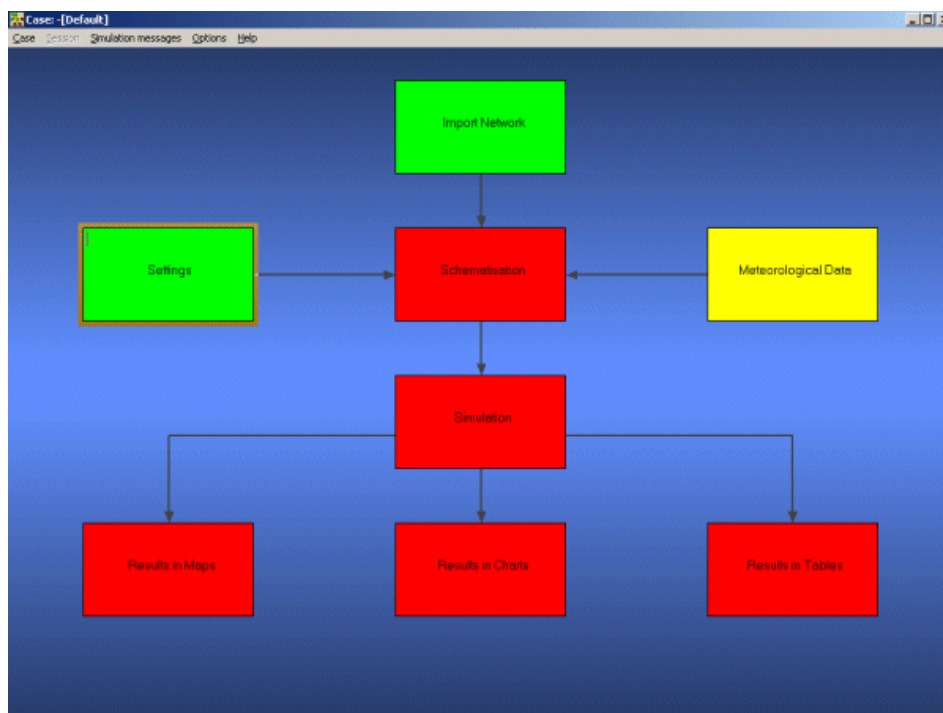 Case: -[Default]
Case Session Simulation messages Options Help
Import Network
Settings
Schematisation
Meteorological Data
Simulation
Results in Maps
Results in Charts
Results in Tables